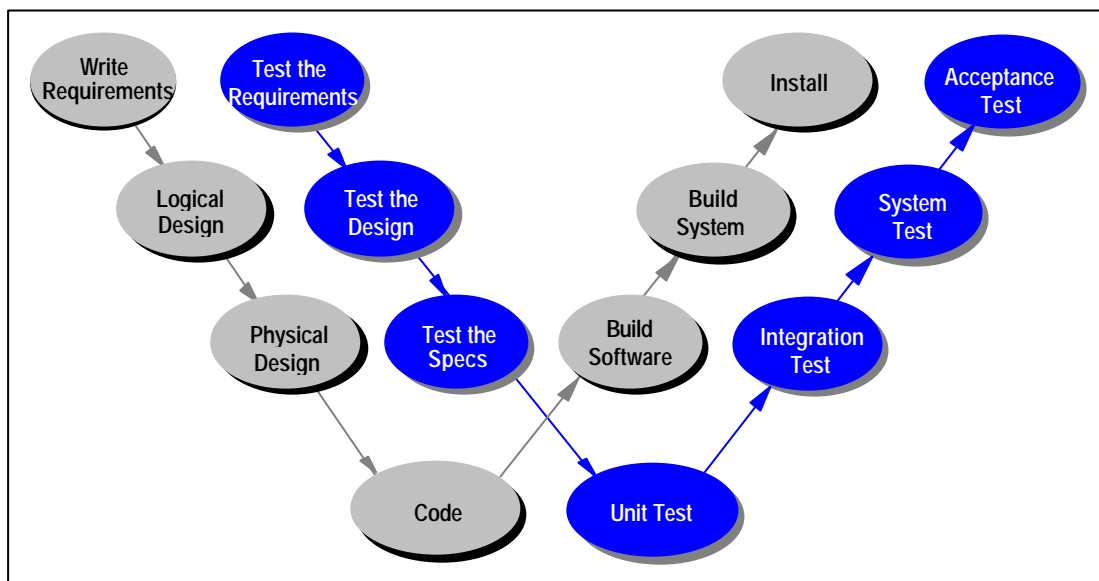 Write
Requirements
Test the
Requirements
Install
Acceptance
Test
Logical
Design
Test the
Design
Build
System
System
Test
Physical
Design
Test the
Specs
Build
Software
Integration
Test
Code
Unit Test